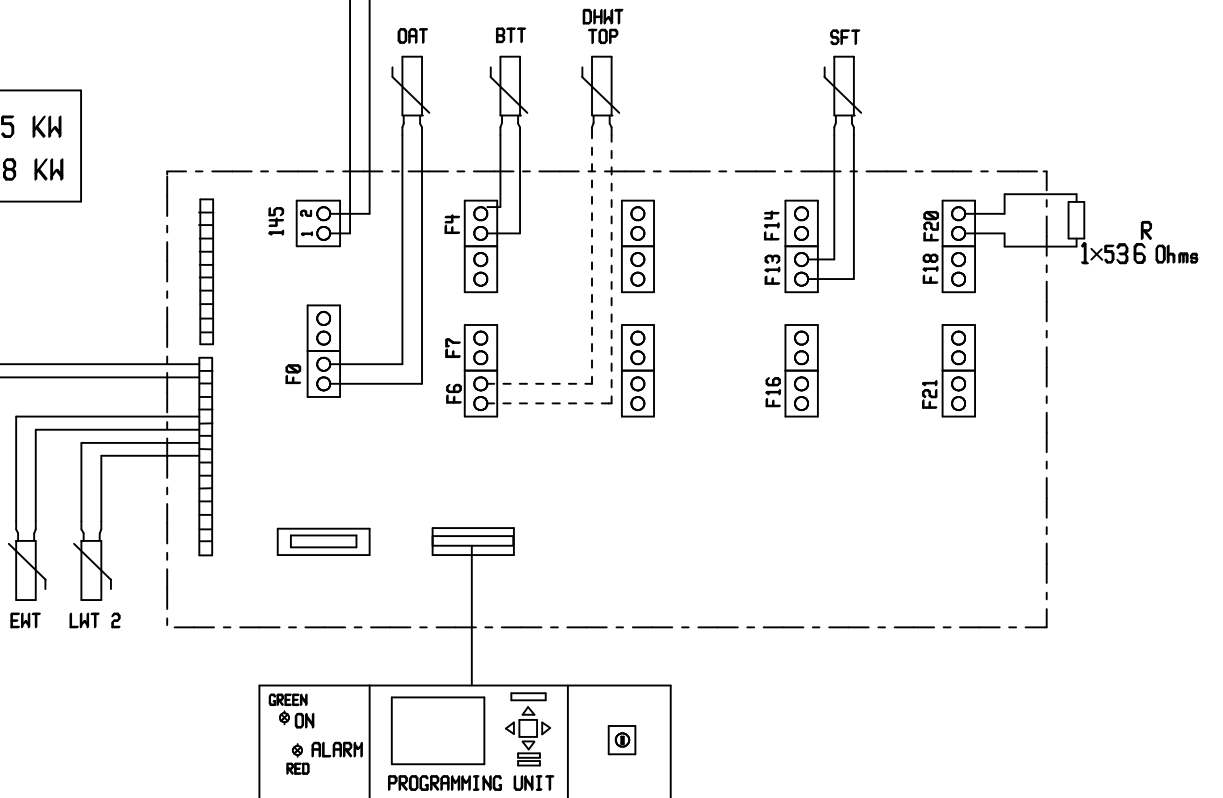 DHWT
OAT BTT TOP SFT
5 KW
8 KW
145 1 2 F4 F14 F20
R
1×536 Ohms
F13 F18
F0 F7
F6 F16 F21
EWT LWT 2
GREEN
ON
ALARM
RED
PROGRAMMING UNIT